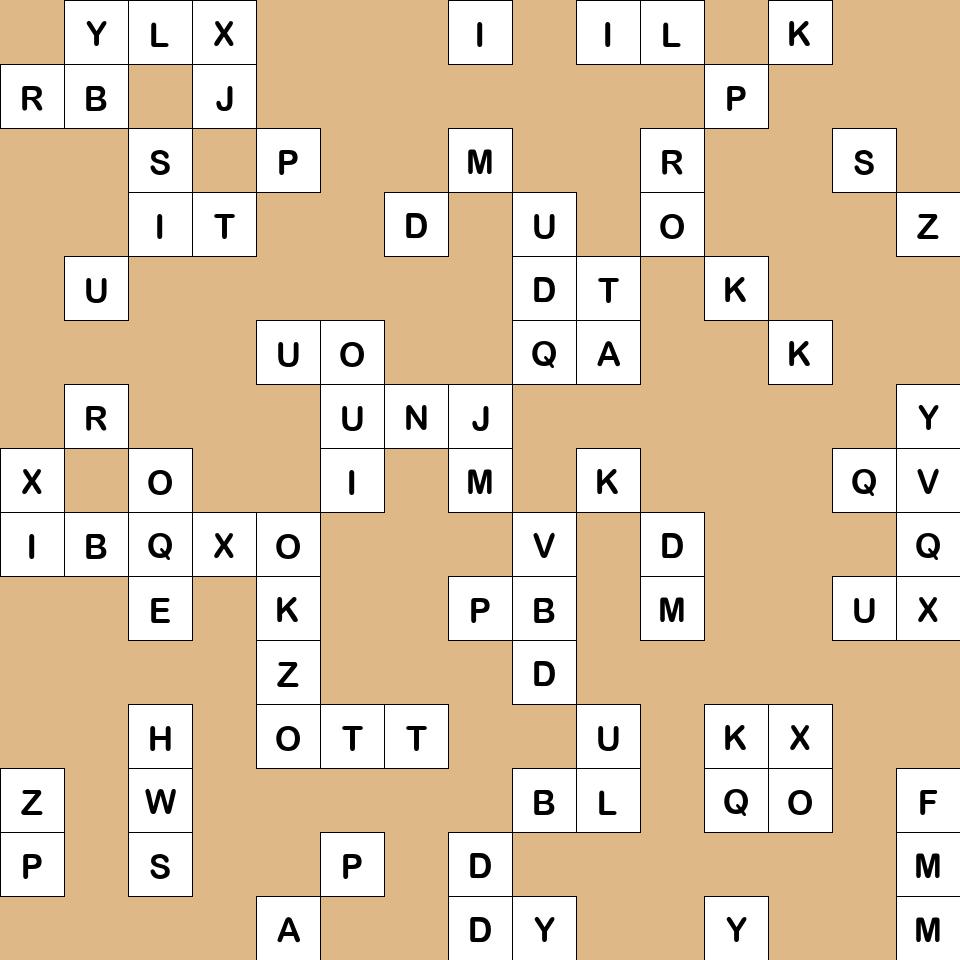 Y L X I I L K
R B J P
S P M R S
I T D U O Z
U D T K
U O Q A K
R U N J Y
X O I M K Q V
I B Q X O V D Q
E K P B M U X
Z D
H O T T U K X
Z W B L Q O F
P S P D M
A D Y Y M